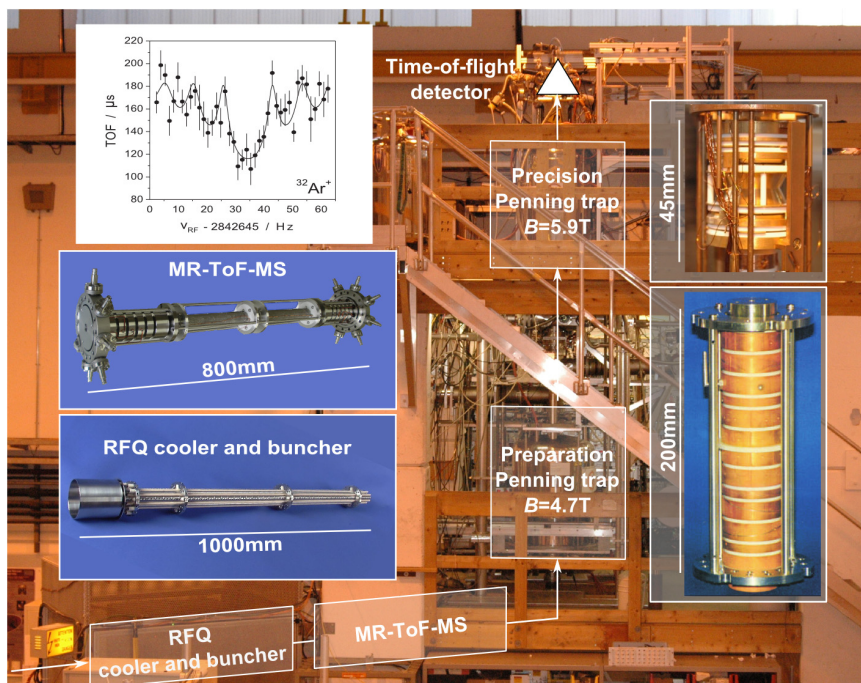 220
200
180
160
140
120
100
80
TOF / µs
32Ar+
0 10 20 30 40 50 60
νRF - 2842645 / Hz
Time-of-flight
detector
Precision
Penning trap
B=5.9T
45mm
MR-ToF-MS
800mm
RFQ cooler and buncher
1000mm
Preparation
Penning trap
B=4.7T
200mm
RFQ
cooler and buncher
MR-ToF-MS